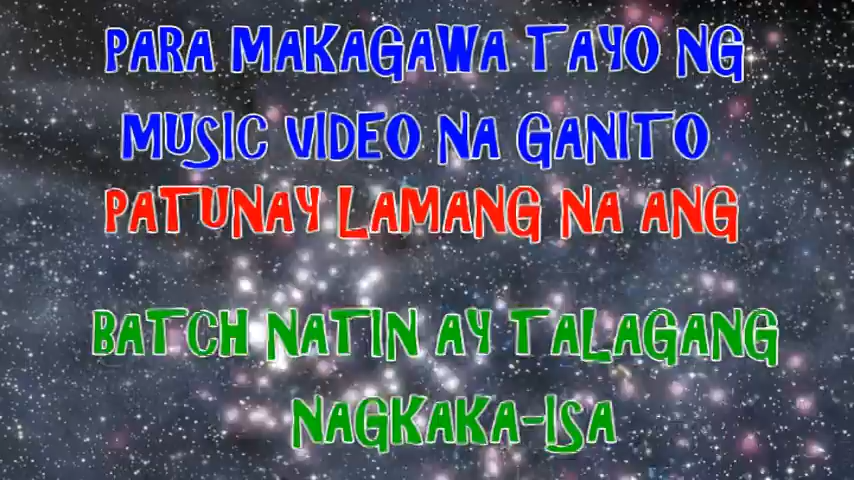 PARA MAKAGAWA TAYO NG
MUSIC VIDEO NA GANITO
PATUNAY LAMANG NA ANG
BATCH NATIN AY TALAGANG
NAGKAKA-ISA